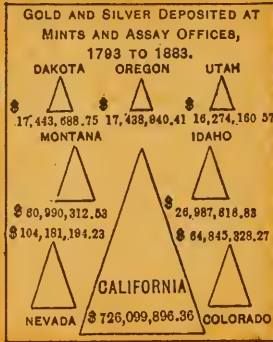 GOLD AND SILVER DEPOSITED AT
MINTS AND ASSAY OFFICES,
1793 TO 1883.
DAKOTA OREGON UTAH
$ 17,443,688.75 $ 17,438,940.41 $ 16,274,160 57
MONTANA IDAHO
$ 60,990,312.53 $ 26,987,818.83
$ 104,181,194.23 $ 64,845,328.27
CALIFORNIA
NEVADA $ 726,099,896.36 COLORADO